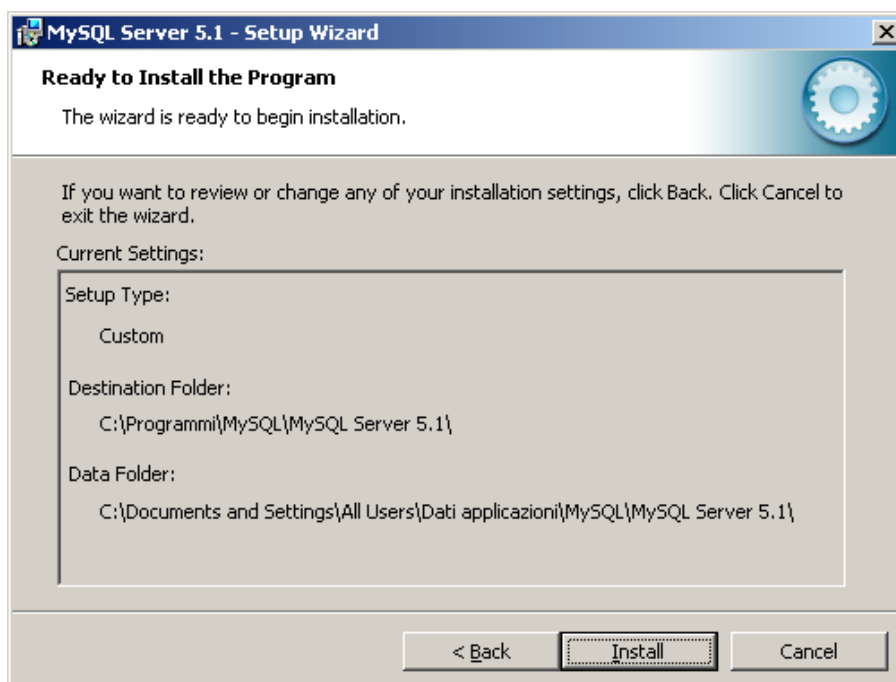 MySQL Server 5.1 - Setup Wizard
Ready to Install the Program
The wizard is ready to begin installation.
If you want to review or change any of your installation settings, click Back. Click Cancel to
exit the wizard.
Current Settings:
Setup Type:
Custom
Destination Folder:
C:\Programmi\MySQL\MySQL Server 5.1\
Data Folder:
C:\Documents and Settings\All Users\Dati applicazioni\MySQL\MySQL Server 5.1\
< Back Install Cancel